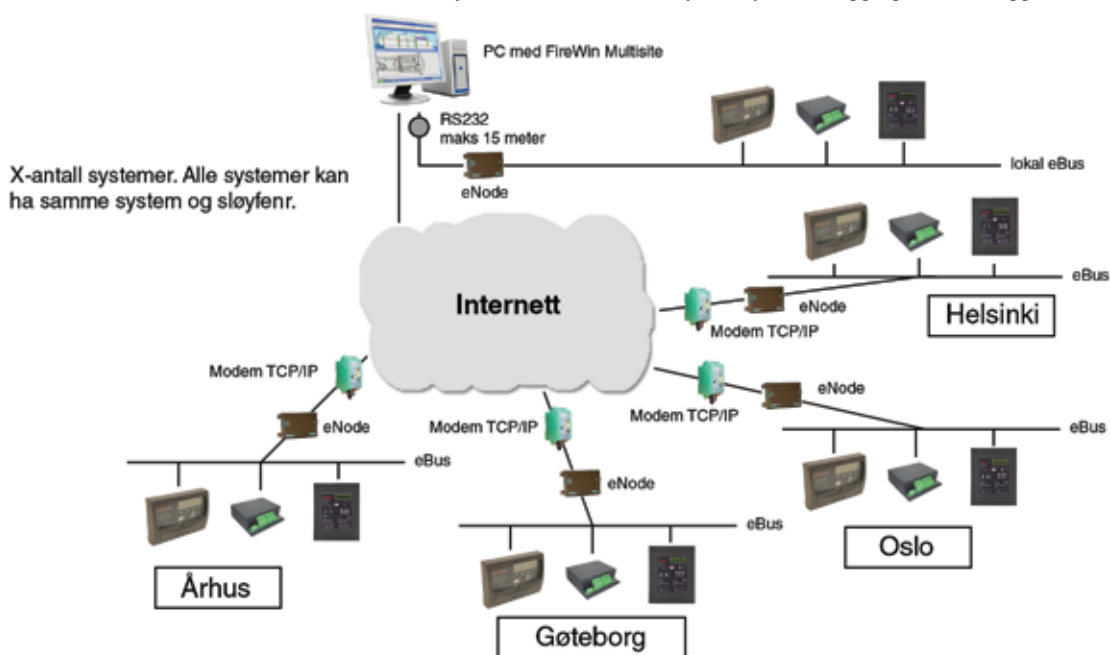 PC med FireWin Multisite
RS232
maks 15 meter
eNode
lokal eBus
X-antall systemer. Alle systemer kan
ha samme system og sløyfenr.
Internett
eBus
eNode
Modem TCP/IP
Helsinki
Modem TCP/IP
eNode
eBus
Oslo
Modem TCP/IP
eNode
eBus
Århus
Modem TCP/IP
eNode
eBus
Gøteborg